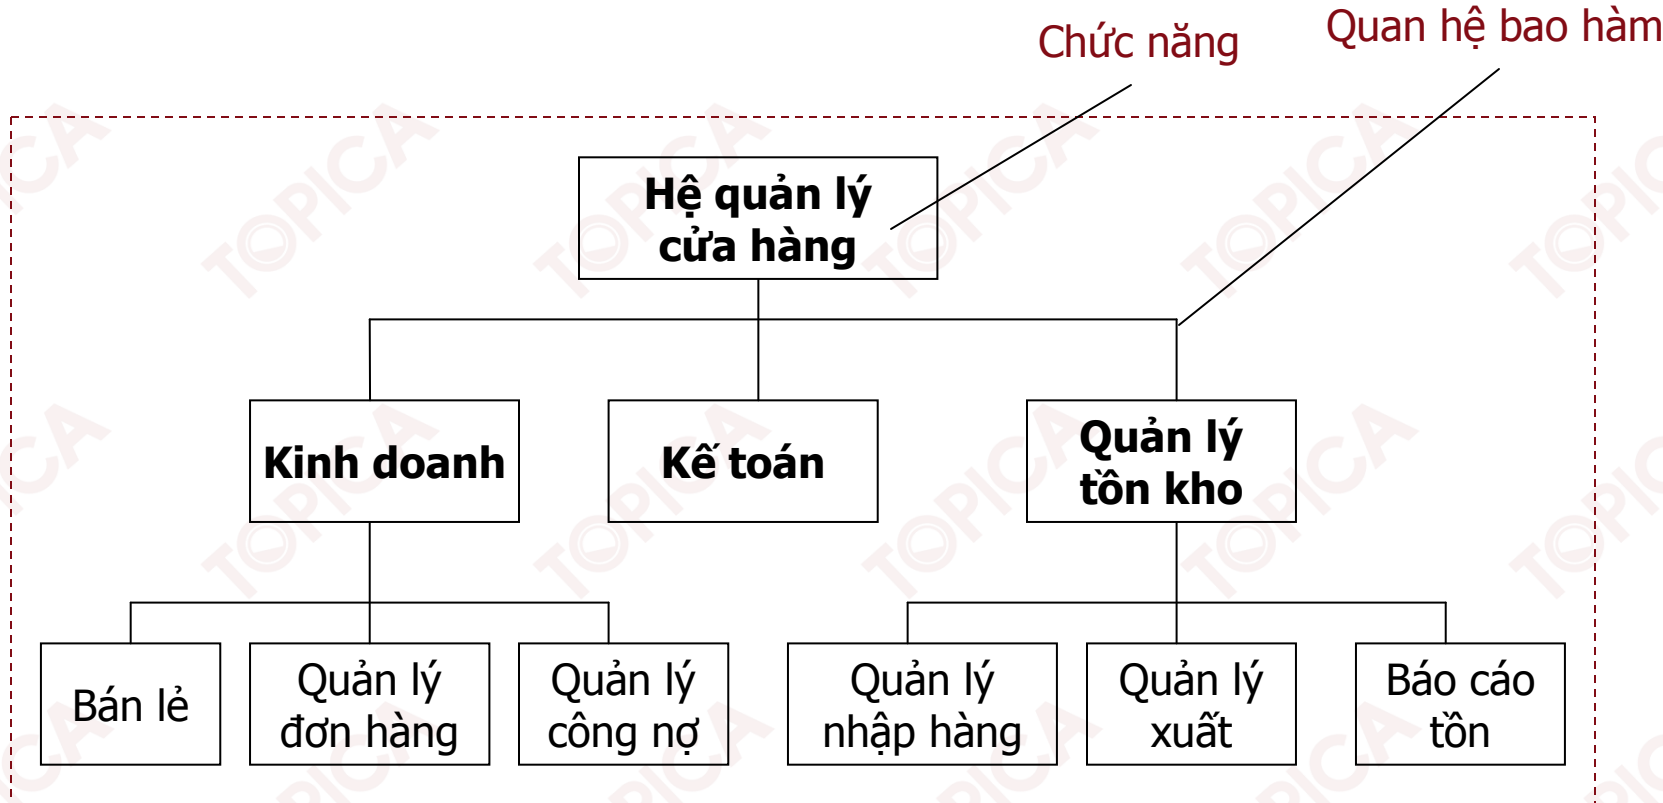 Chức năng
Quan hệ bao hàm
Hệ quản lý
cửa hàng
Kinh doanh
Kế toán
Quản lý
tồn kho
Bán lẻ
Quản lý
đơn hàng
Quản lý
công nợ
Quản lý
nhập hàng
Quản lý
xuất
Báo cáo
tồn
TOPICA